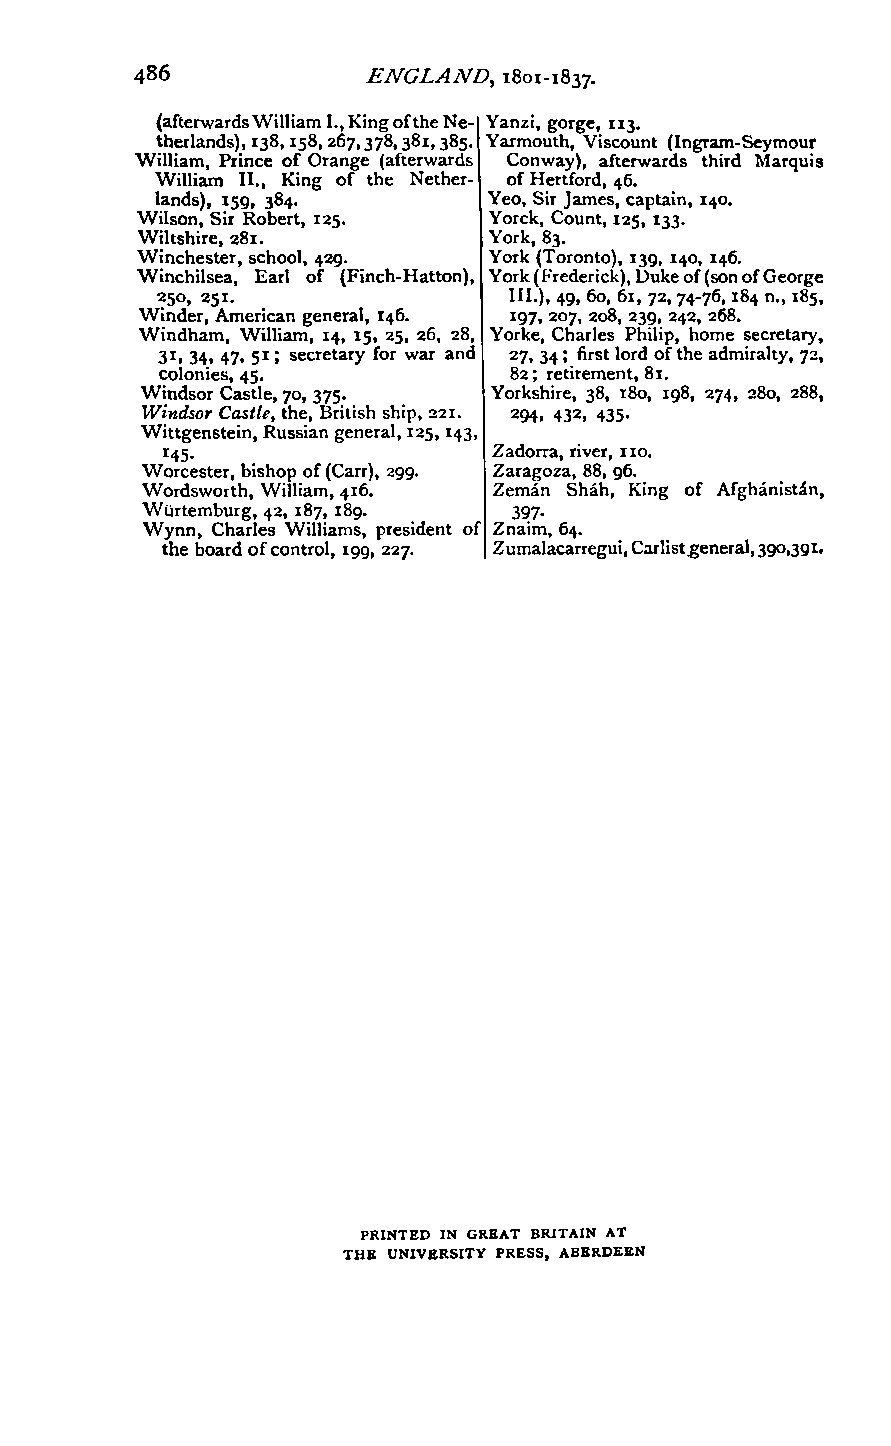 486 ENGLAND, 1801-1837.
(afterwards William I., King of the Ne-
therlands), 138, 158, 267, 378, 381, 385.
William, Prince of Orange (afterwards
William II., King of the Nether-
lands), 159, 384.
Wilson, Sir Robert, 125.
Wiltshire, 281.
Winchester, school, 429.
Winchilsea, Earl of (Finch-Hatton),
250, 251.
Winder, American general, 146.
Windham, William, 14, 15, 25, 26, 28,
31, 34, 47, 51; secretary for war and
colonies, 45.
Windsor Castle, 70, 375.
Windsor Castle, the, British ship, 221.
Wittgenstein, Russian general, 125, 143,
145.
Worcester, bishop of (Carr), 299.
Wordsworth, William, 416.
Würtemburg, 42, 187, 189.
Wynn, Charles Williams, president of
the board of control, 199, 227.
Yanzi, gorge, 113.
Yarmouth, Viscount (Ingram-Seymour
Conway), afterwards third Marquis
of Hertford, 46.
Yeo, Sir James, captain, 140.
Yorck, Count, 125, 133.
York, 83.
York (Toronto), 139, 140, 146.
York (Frederick), Duke of (son of George
III.), 49, 60, 61, 72, 74-76, 184 n., 185,
197, 207, 208, 239, 242, 268.
Yorke, Charles Philip, home secretary,
27, 34; first lord of the admiralty, 72,
82; retirement, 81.
Yorkshire, 38, 180, 198, 274, 280, 288,
294, 432, 435.
Zadorra, river, 110.
Zaragoza, 88, 96.
Zemán Sháh, King of Afghánistán,
397.
Znaim, 64.
Zumalacarregui, Carlist general, 390, 391.
PRINTED IN GREAT BRITAIN AT
THE UNIVERSITY PRESS, ABERDEEN